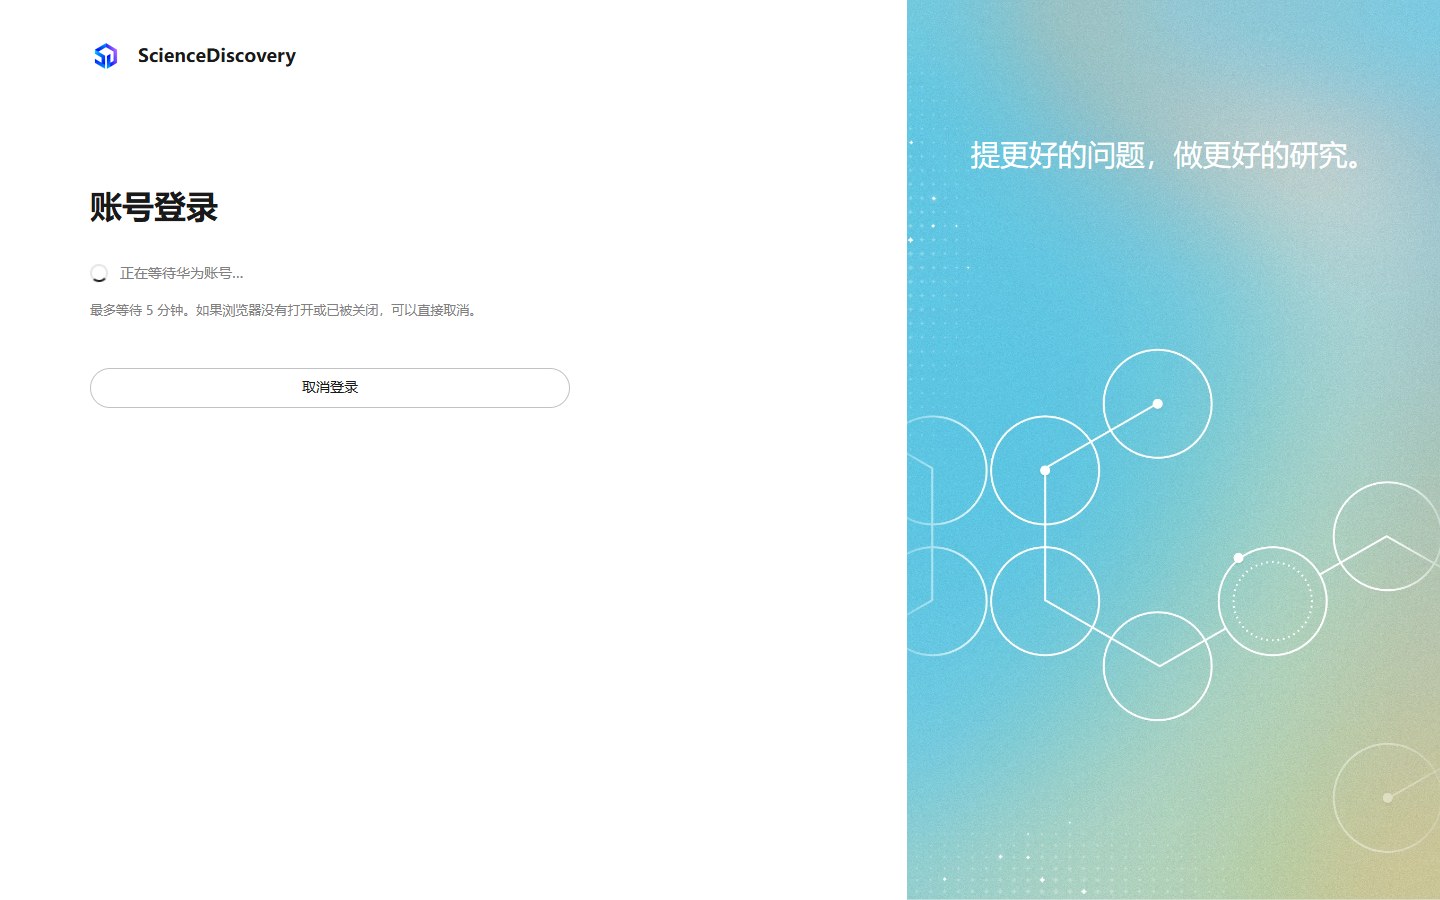 ScienceDiscovery
账号登录
正在等待华为账号...
最多等待 5 分钟。如果浏览器没有打开或已被关闭，可以直接取消。
取消登录
提更好的问题，做更好的研究。